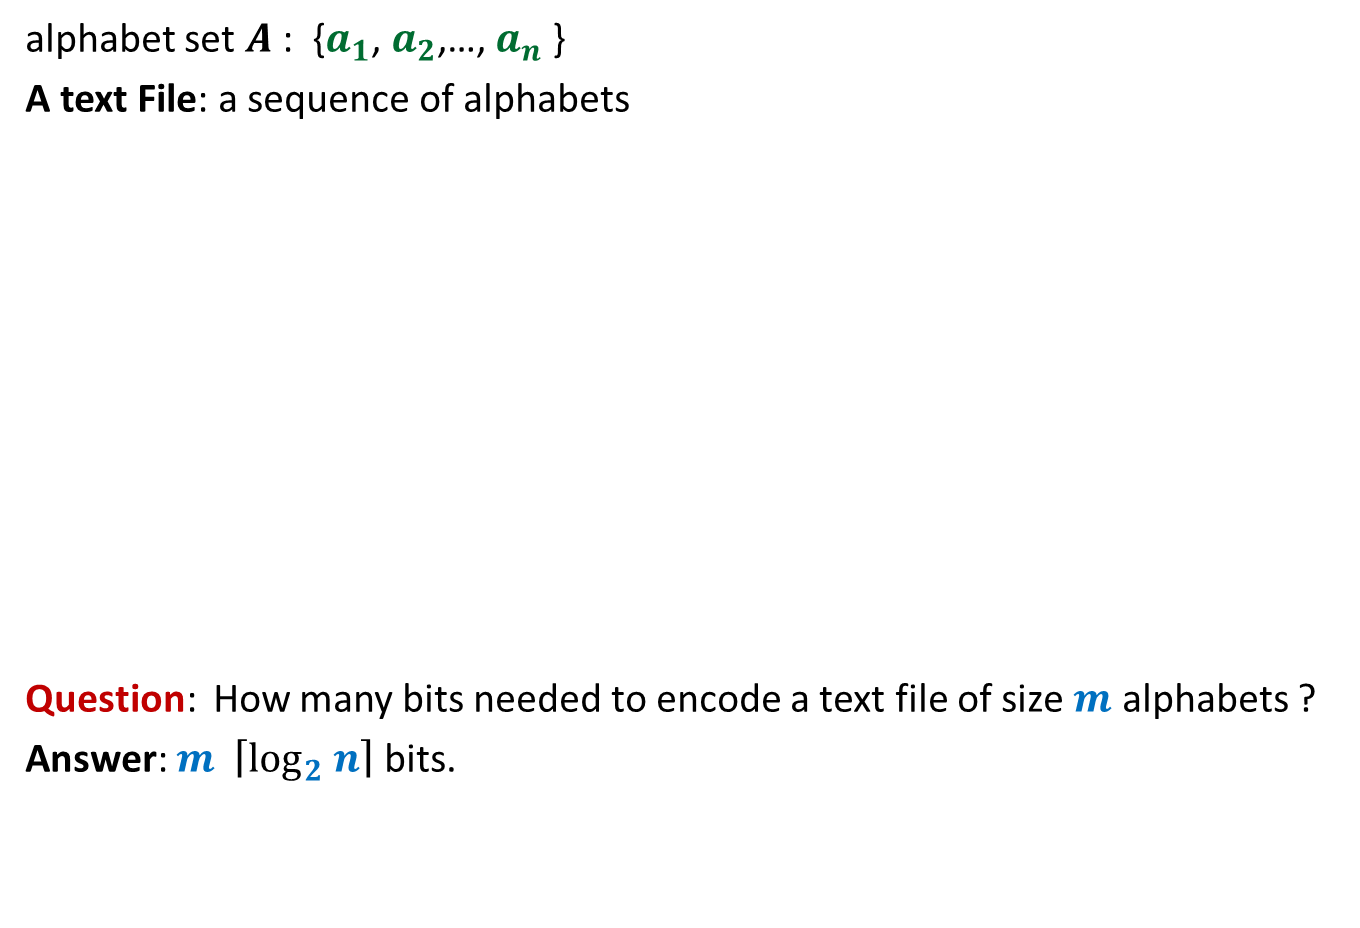 alphabet set A : {a₁, a₂,..., aₙ }
A text File: a sequence of alphabets
Question: How many bits needed to encode a text file of size m alphabets ?
Answer: m ⌈log₂ n⌉ bits.